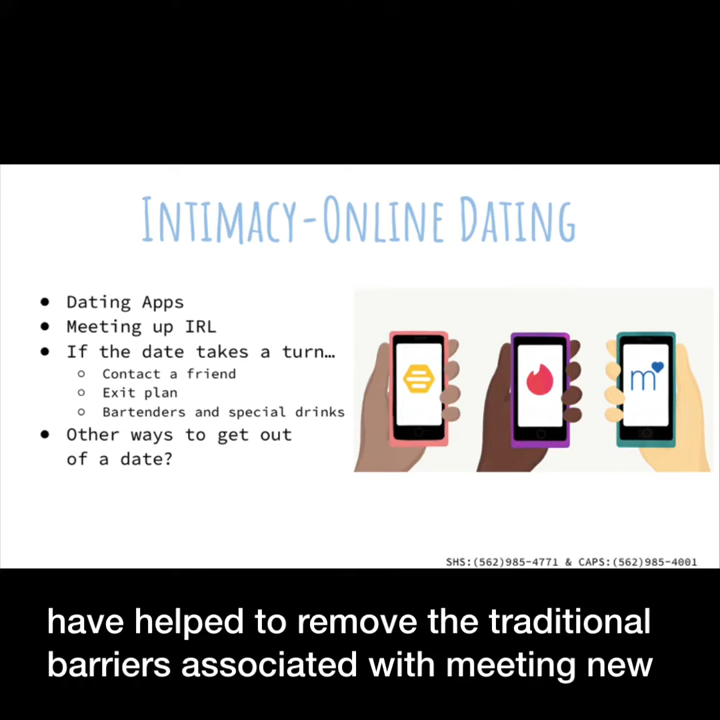 INTIMACY-ONLINE DATING
● Dating Apps
● Meeting up IRL
● If the date takes a turn…
○ Contact a friend
○ Exit plan
○ Bartenders and special drinks
● Other ways to get out
of a date?
m
SHS:(562)985-4771 & CAPS:(562)985-4001
have helped to remove the traditional
barriers associated with meeting new